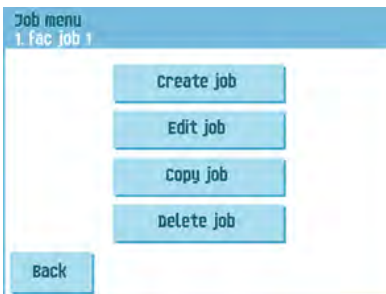 Job menu
1. Fac job 1
Create job
Edit job
Copy job
Delete job
Back